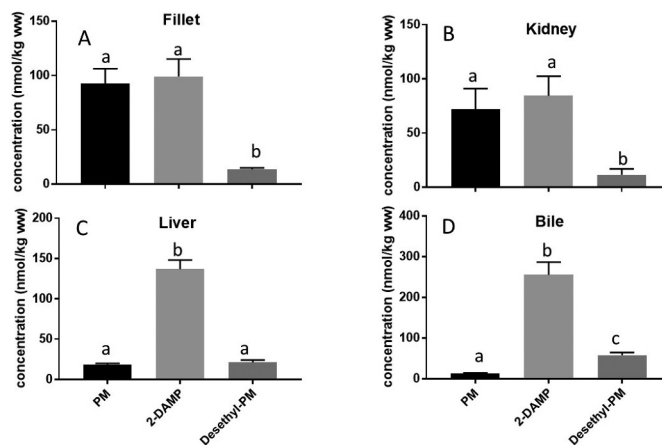 A
Fillet
concentration (nmol/kg ww)
150
100
50
0
a
a
b
B
Kidney
concentration (nmol/kg ww)
150
100
50
0
a
a
b
C
Liver
concentration (nmol/kg ww)
200
150
100
50
0
a
b
a
PM
2-DAMP
Desethyl-PM
D
Bile
concentration (nmol/kg ww)
400
300
200
100
0
a
b
c
PM
2-DAMP
Desethyl-PM